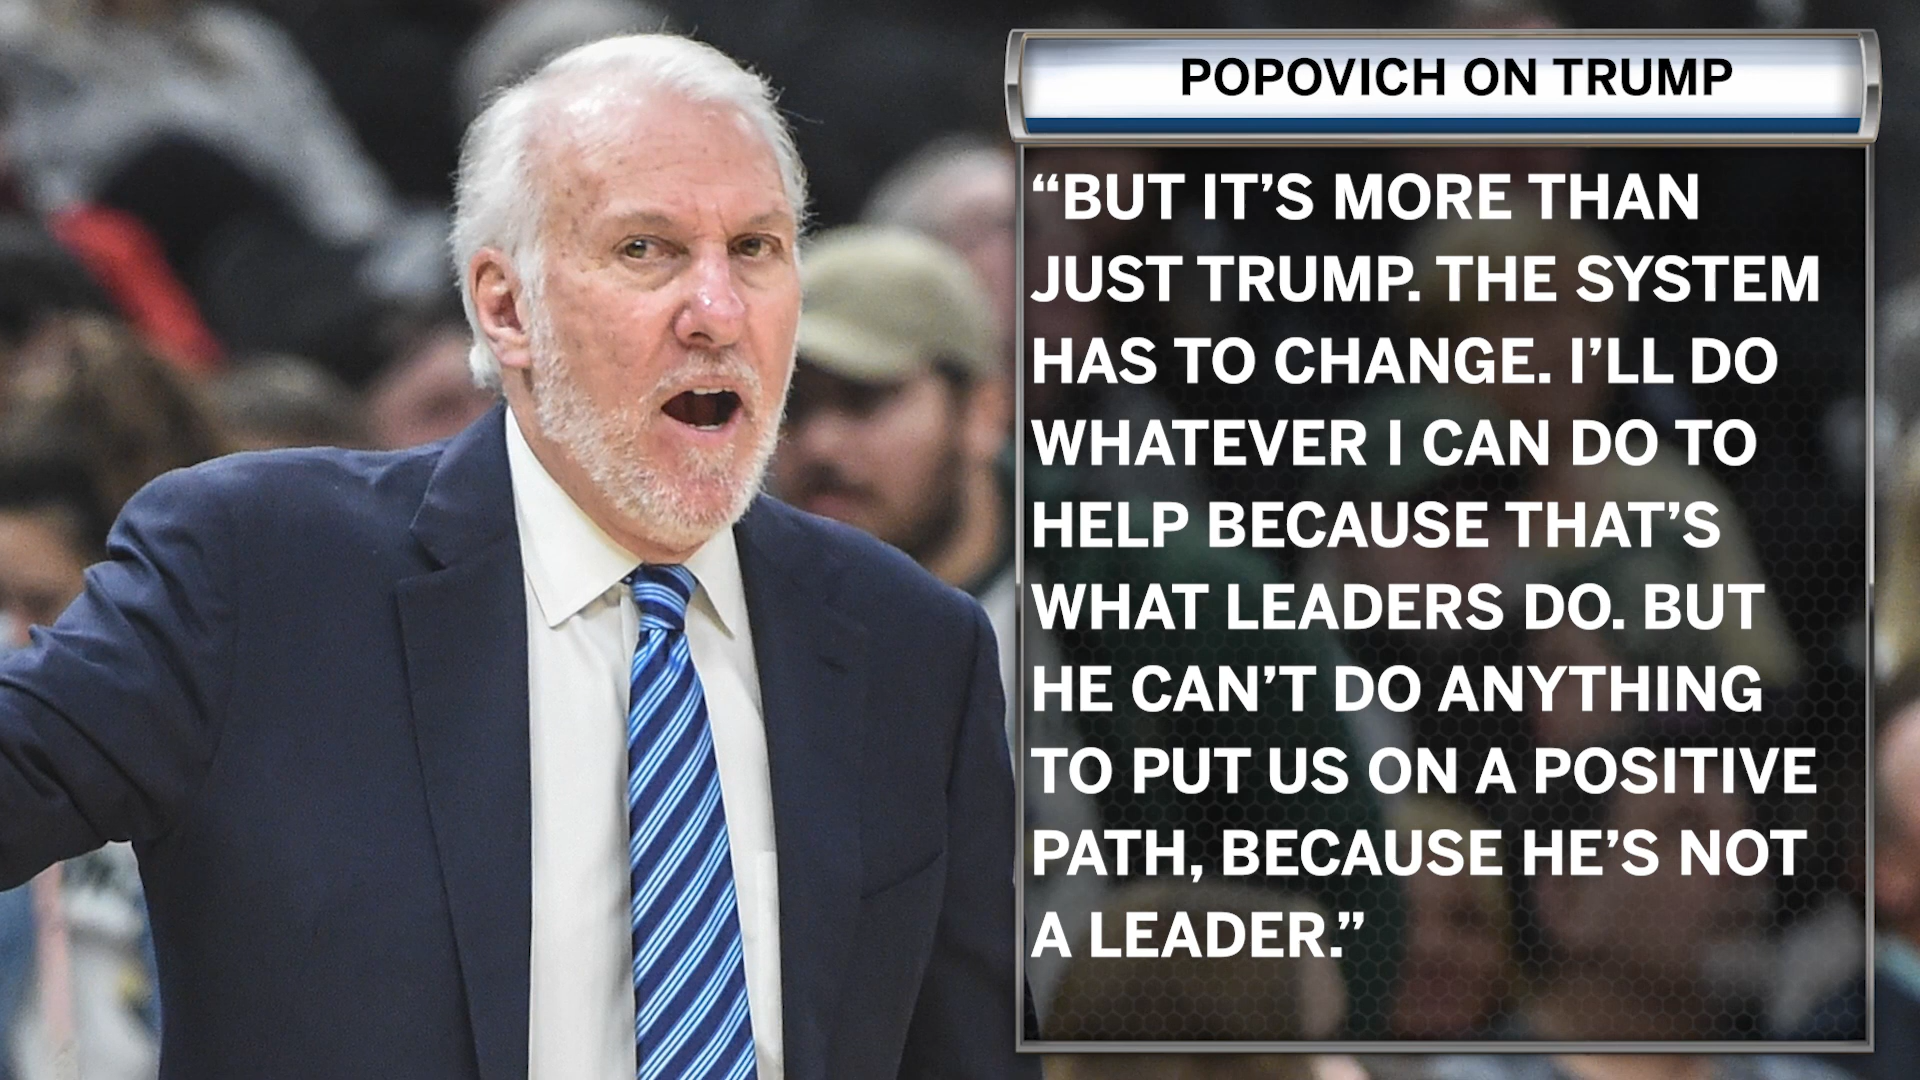 POPOVICH ON TRUMP
“BUT IT’S MORE THAN
JUST TRUMP. THE SYSTEM
HAS TO CHANGE. I’LL DO
WHATEVER I CAN DO TO
HELP BECAUSE THAT’S
WHAT LEADERS DO. BUT
HE CAN’T DO ANYTHING
TO PUT US ON A POSITIVE
PATH, BECAUSE HE’S NOT
A LEADER.”